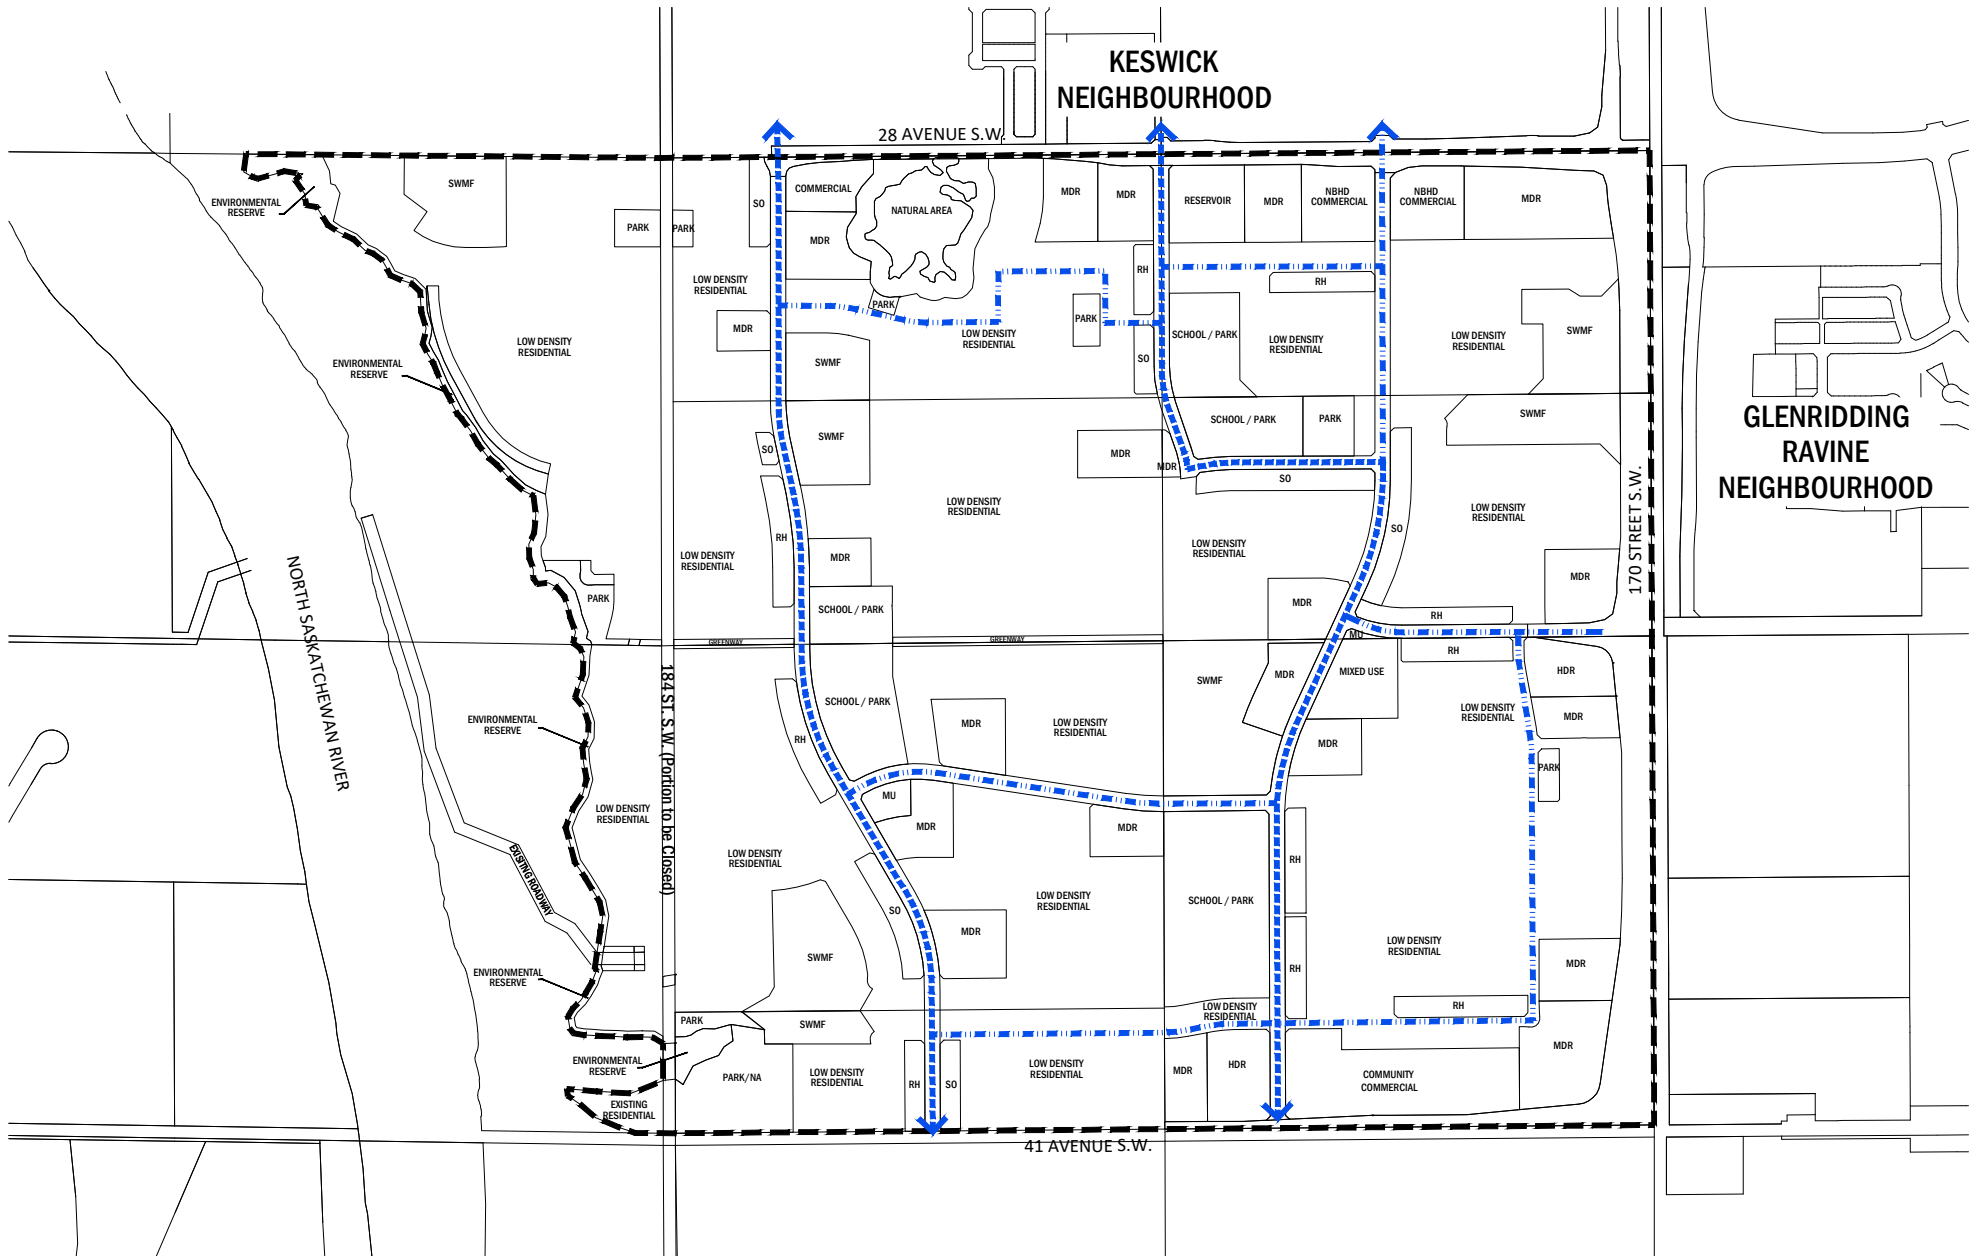 KESWICK
NEIGHBOURHOOD
28 AVENUE S.W.
SWMF
ENVIRONMENTAL
RESERVE
PARK
PARK
SO
COMMERCIAL
MDR
NATURAL AREA
MDR
MDR
RESERVOIR
MDR
NBHD
COMMERCIAL
NBHD
COMMERCIAL
MDR
LOW DENSITY
RESIDENTIAL
RH
RH
PARK
PARK
MDR
LOW DENSITY
RESIDENTIAL
LOW DENSITY
RESIDENTIAL
SCHOOL / PARK
LOW DENSITY
RESIDENTIAL
LOW DENSITY
RESIDENTIAL
SWMF
ENVIRONMENTAL
RESERVE
SWMF
SO
SWMF
SCHOOL / PARK
PARK
SWMF
GLENRIDDING
RAVINE
NEIGHBOURHOOD
SO
MDR
MDR
SO
LOW DENSITY
RESIDENTIAL
LOW DENSITY
RESIDENTIAL
SO
170 STREET S.W.
RH
LOW DENSITY
RESIDENTIAL
MDR
LOW DENSITY
RESIDENTIAL
MDR
NORTH SASKATCHEWAN RIVER
PARK
SCHOOL / PARK
MDR
RH
MU
GREENWAY
GREENWAY
RH
184 ST. S.W. (Portion to be Closed)
SWMF
MDR
MIXED USE
HDR
SCHOOL / PARK
LOW DENSITY
RESIDENTIAL
MDR
ENVIRONMENTAL
RESERVE
RH
MDR
LOW DENSITY
RESIDENTIAL
MDR
PARK
LOW DENSITY
RESIDENTIAL
MU
MDR
MDR
EXISITING ROADWAY
LOW DENSITY
RESIDENTIAL
RH
SO
LOW DENSITY
RESIDENTIAL
SCHOOL / PARK
MDR
LOW DENSITY
RESIDENTIAL
SWMF
RH
MDR
ENVIRONMENTAL
RESERVE
RH
LOW DENSITY
RESIDENTIAL
PARK
SWMF
ENVIRONMENTAL
RESERVE
PARK/NA
LOW DENSITY
RESIDENTIAL
RH
SO
LOW DENSITY
RESIDENTIAL
MDR
HDR
COMMUNITY
COMMERCIAL
MDR
EXISTING
RESIDENTIAL
41 AVENUE S.W.